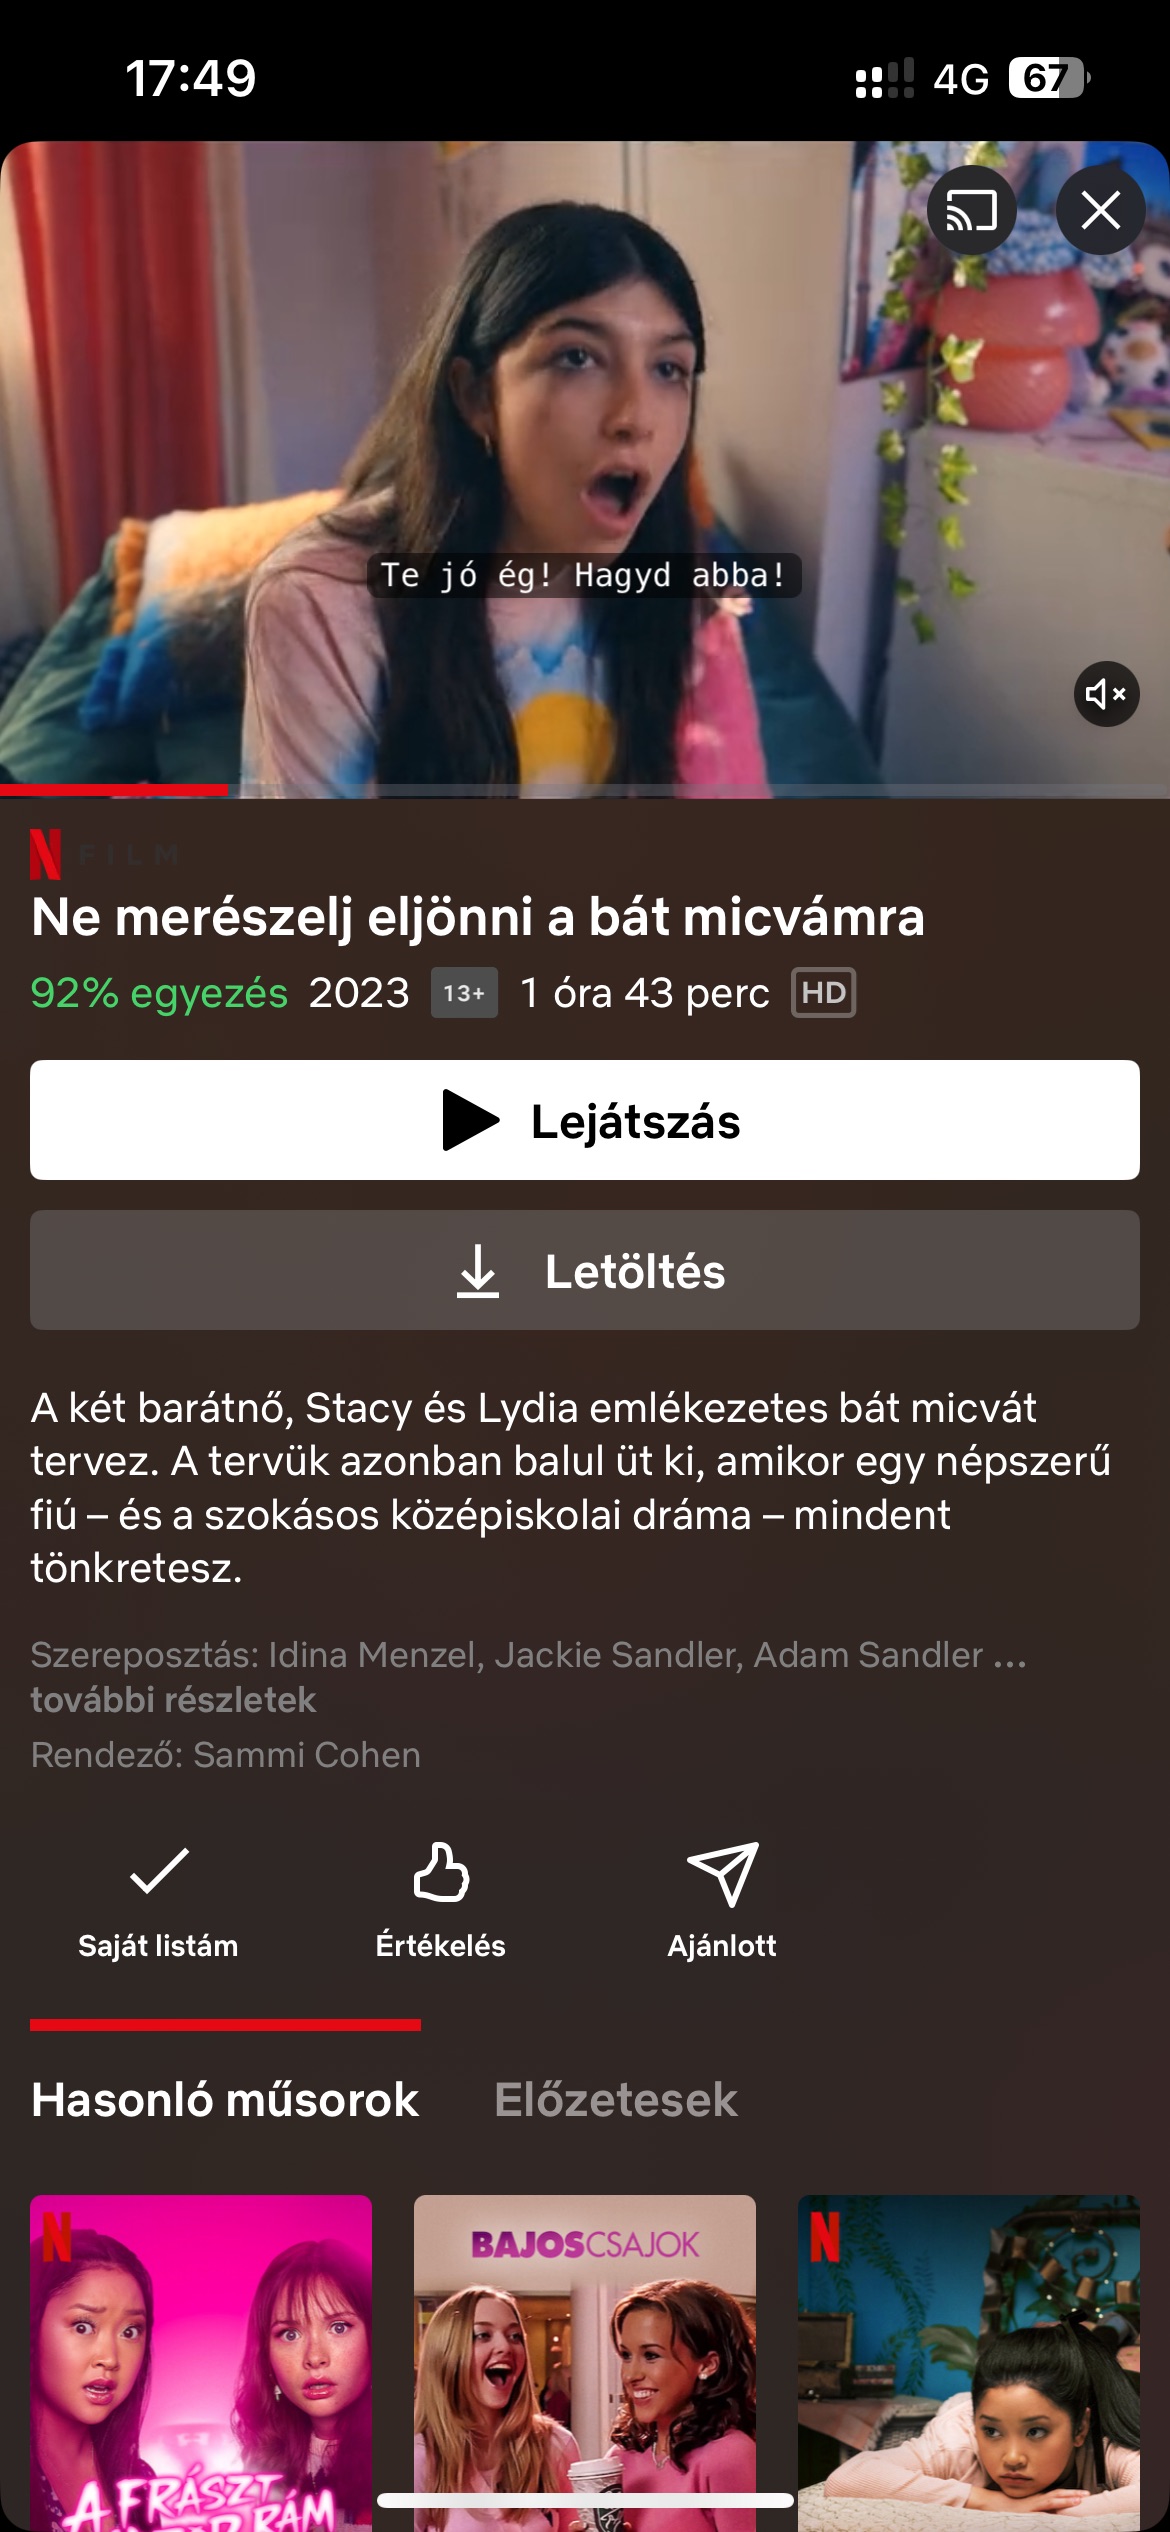 17:49
4G
67
Te jó ég! Hagyd abba!
N FILM
Ne merészelj eljönni a bát micvámra
92% egyezés 2023 13+ 1 óra 43 perc HD
Lejátszás
Letöltés
A két barátnő, Stacy és Lydia emlékezetes bát micvát
tervez. A tervük azonban balul üt ki, amikor egy népszerű
fiú – és a szokásos középiskolai dráma – mindent
tönkretesz.
Szereposztás: Idina Menzel, Jackie Sandler, Adam Sandler ...
további részletek
Rendező: Sammi Cohen
Saját listám
Értékelés
Ajánlott
Hasonló műsorok
Előzetesek
N
BAJOSCSAJOK
N
A FRÁSZT